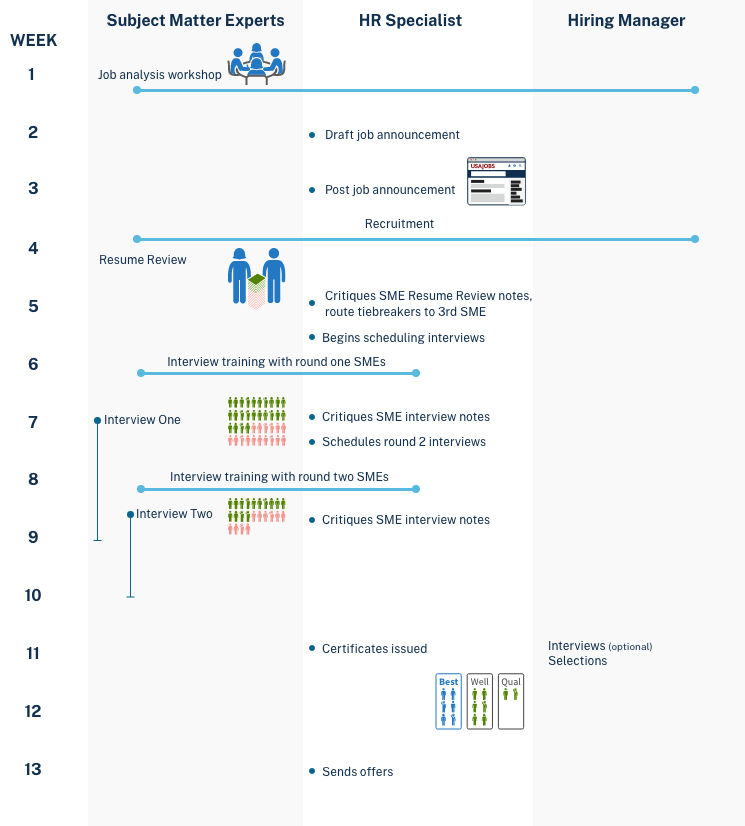 Subject Matter Experts
HR Specialist
Hiring Manager
WEEK
1
Job analysis workshop
2
Draft job announcement
3
Post job announcement
USAJOBS
Recruitment
4
Resume Review
5
Critiques SME Resume Review notes,
route tiebreakers to 3rd SME
Begins scheduling interviews
6
Interview training with round one SMEs
7
Interview One
Critiques SME interview notes
Schedules round 2 interviews
8
Interview training with round two SMEs
Interview Two
Critiques SME interview notes
9
10
11
Certificates issued
Interviews (optional)
Selections
Best
Well
Qual
12
13
Sends offers